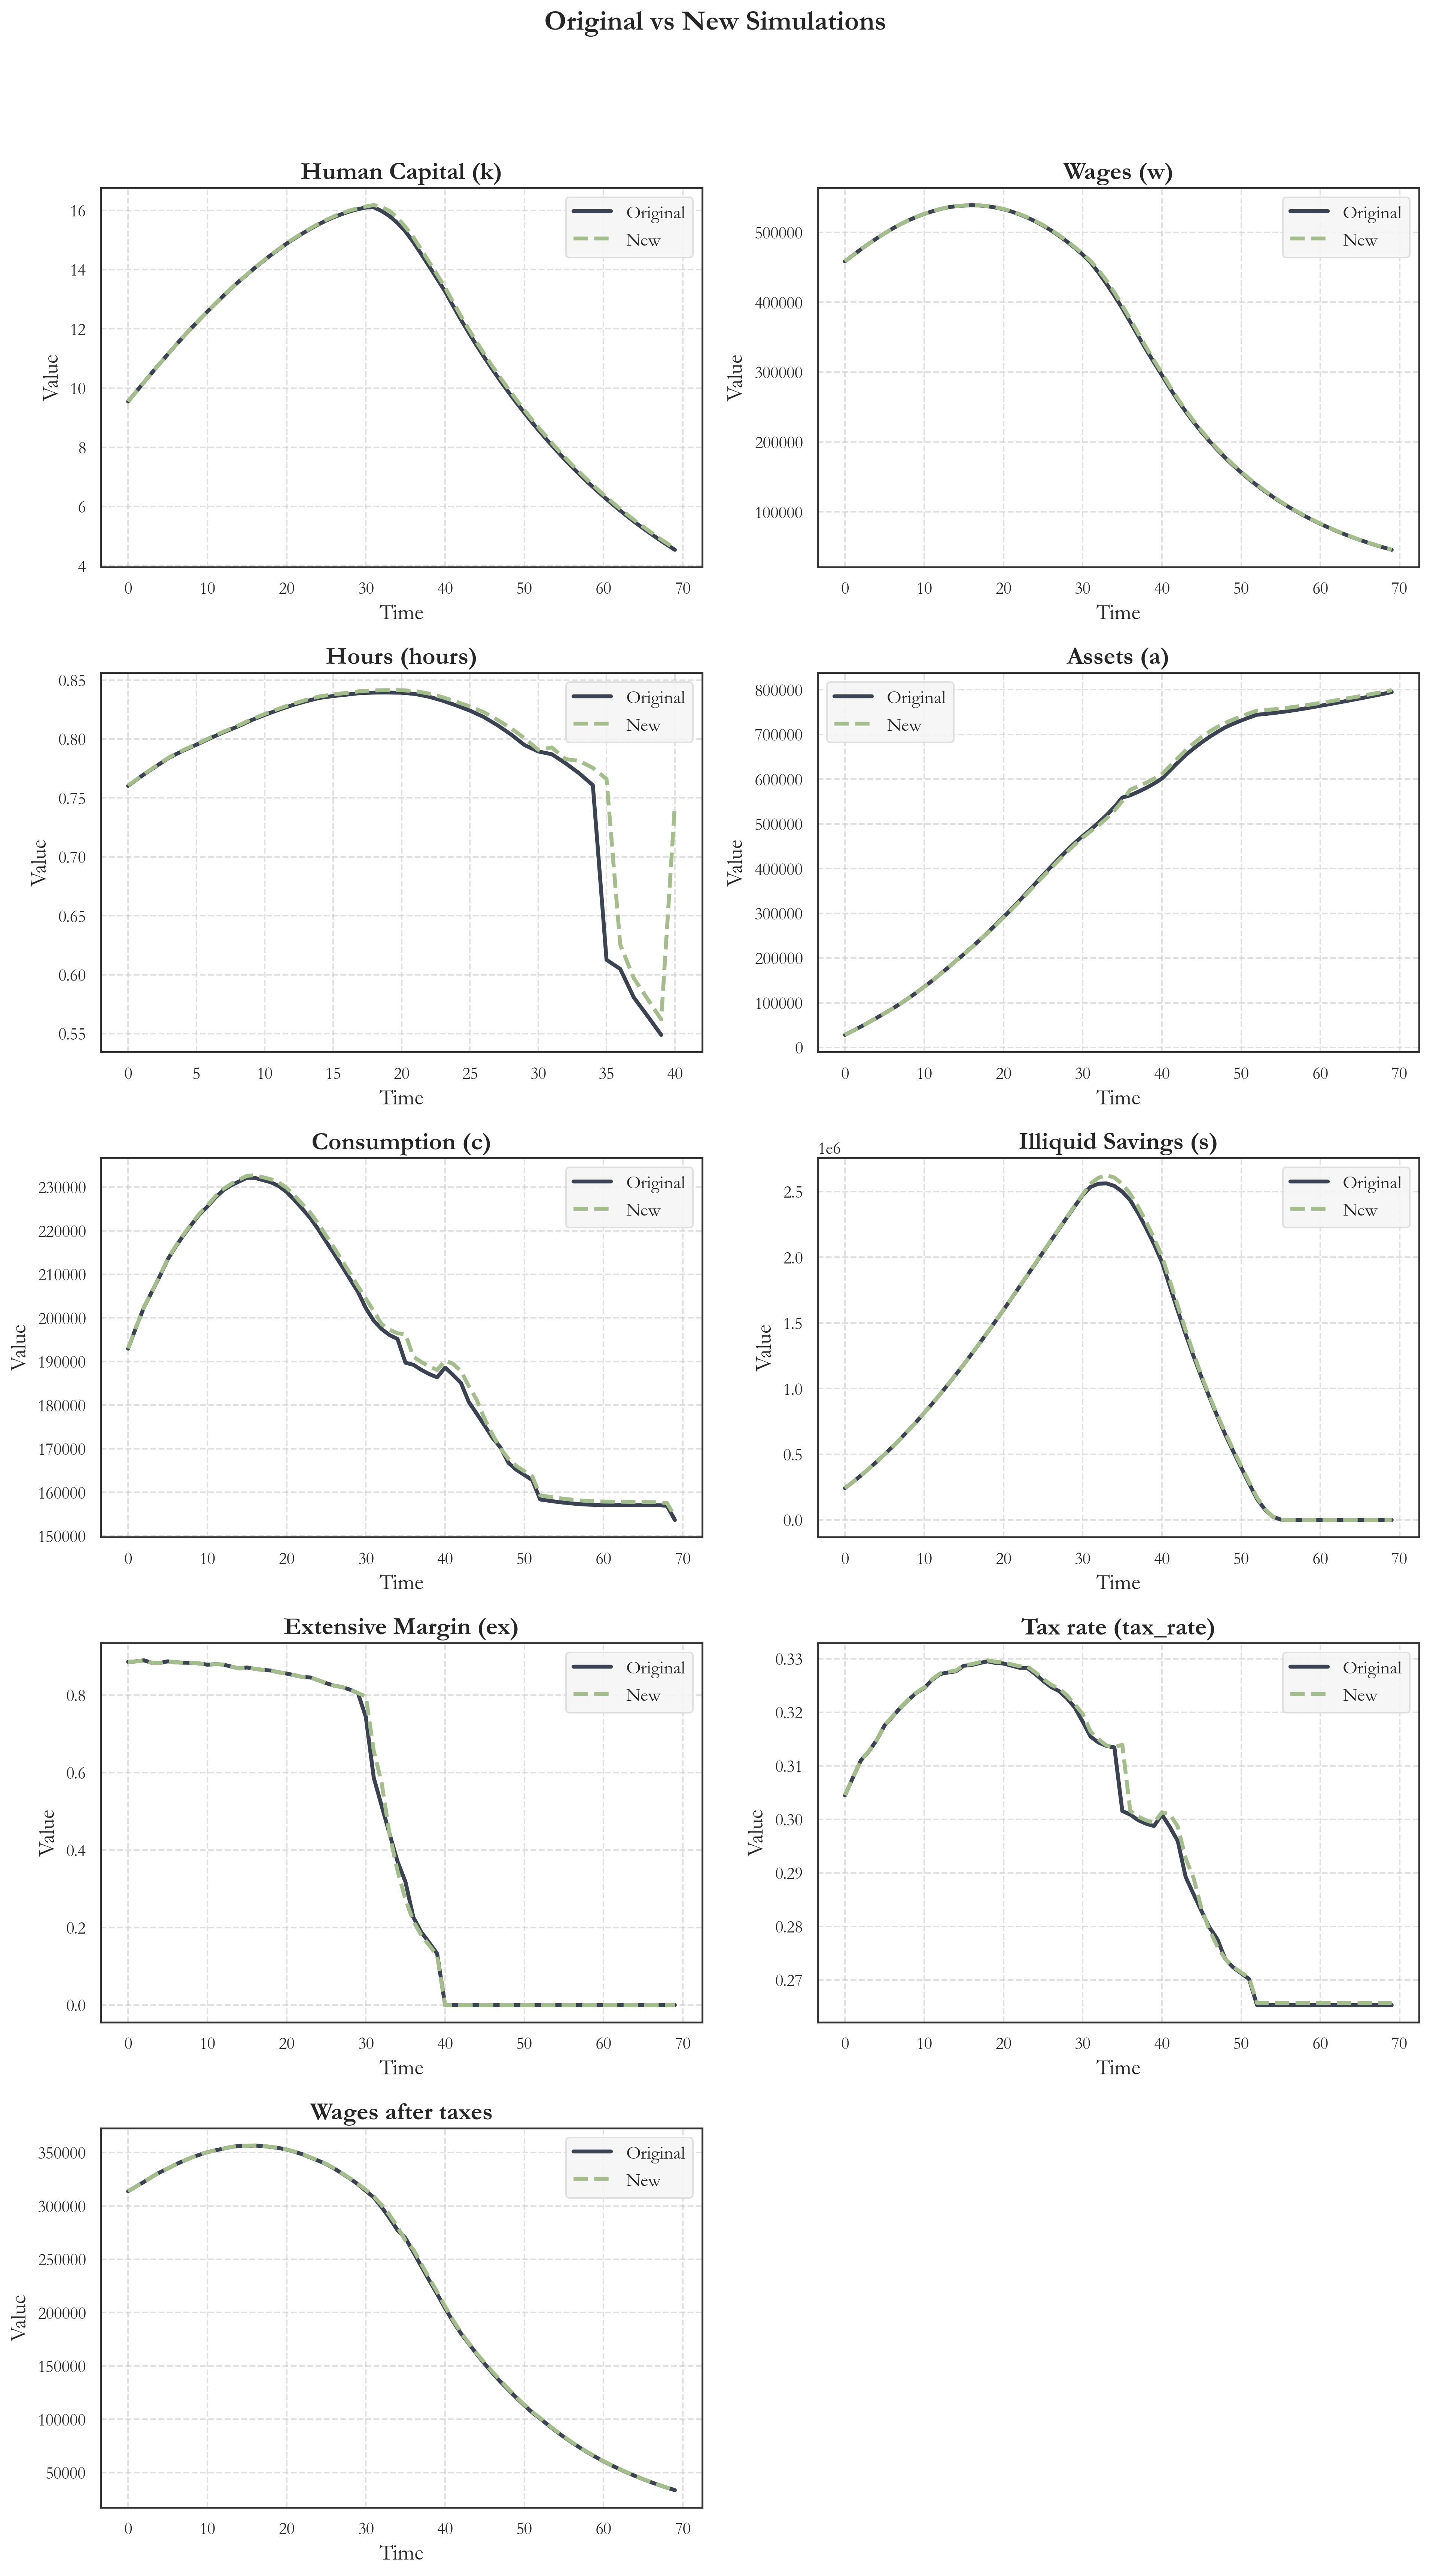 Original vs New Simulations
Human Capital (k)
Value
16
14
12
10
8
6
4
Original
New
0 10 20 30 40 50 60 70
Time
Wages (w)
Value
500000
400000
300000
200000
100000
Original
New
0 10 20 30 40 50 60 70
Time
Hours (hours)
Value
0.85
0.80
0.75
0.70
0.65
0.60
0.55
Original
New
0 5 10 15 20 25 30 35 40
Time
Assets (a)
Value
800000
700000
600000
500000
400000
300000
200000
100000
0
Original
New
0 10 20 30 40 50 60 70
Time
Consumption (c)
Value
230000
220000
210000
200000
190000
180000
170000
160000
150000
Original
New
0 10 20 30 40 50 60 70
Time
Illiquid Savings (s)
1e6
Value
2.5
2.0
1.5
1.0
0.5
0.0
Original
New
0 10 20 30 40 50 60 70
Time
Extensive Margin (ex)
Value
0.8
0.6
0.4
0.2
0.0
Original
New
0 10 20 30 40 50 60 70
Time
Tax rate (tax_rate)
Value
0.33
0.32
0.31
0.30
0.29
0.28
0.27
Original
New
0 10 20 30 40 50 60 70
Time
Wages after taxes
Value
350000
300000
250000
200000
150000
100000
50000
Original
New
0 10 20 30 40 50 60 70
Time